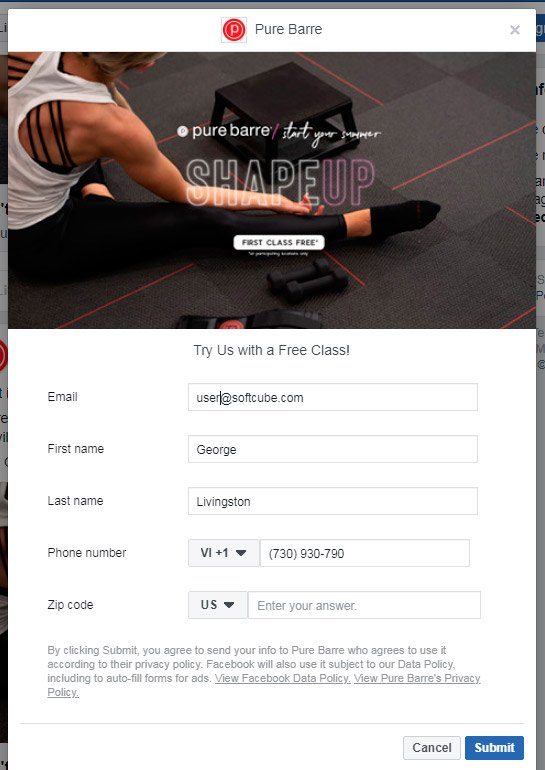 Pure Barre ×
pure barre / start your summer
SHAPEUP
FIRST CLASS FREE*
*at participating locations only
Try Us with a Free Class!
Email user@softcube.com
First name George
Last name Livingston
Phone number VI +1 (730) 930-790
Zip code US Enter your answer.
By clicking Submit, you agree to send your info to Pure Barre who agrees to use it
according to their privacy policy. Facebook will also use it subject to our Data Policy,
including to auto-fill forms for ads. View Facebook Data Policy. View Pure Barre's Privacy
Policy.
Cancel Submit